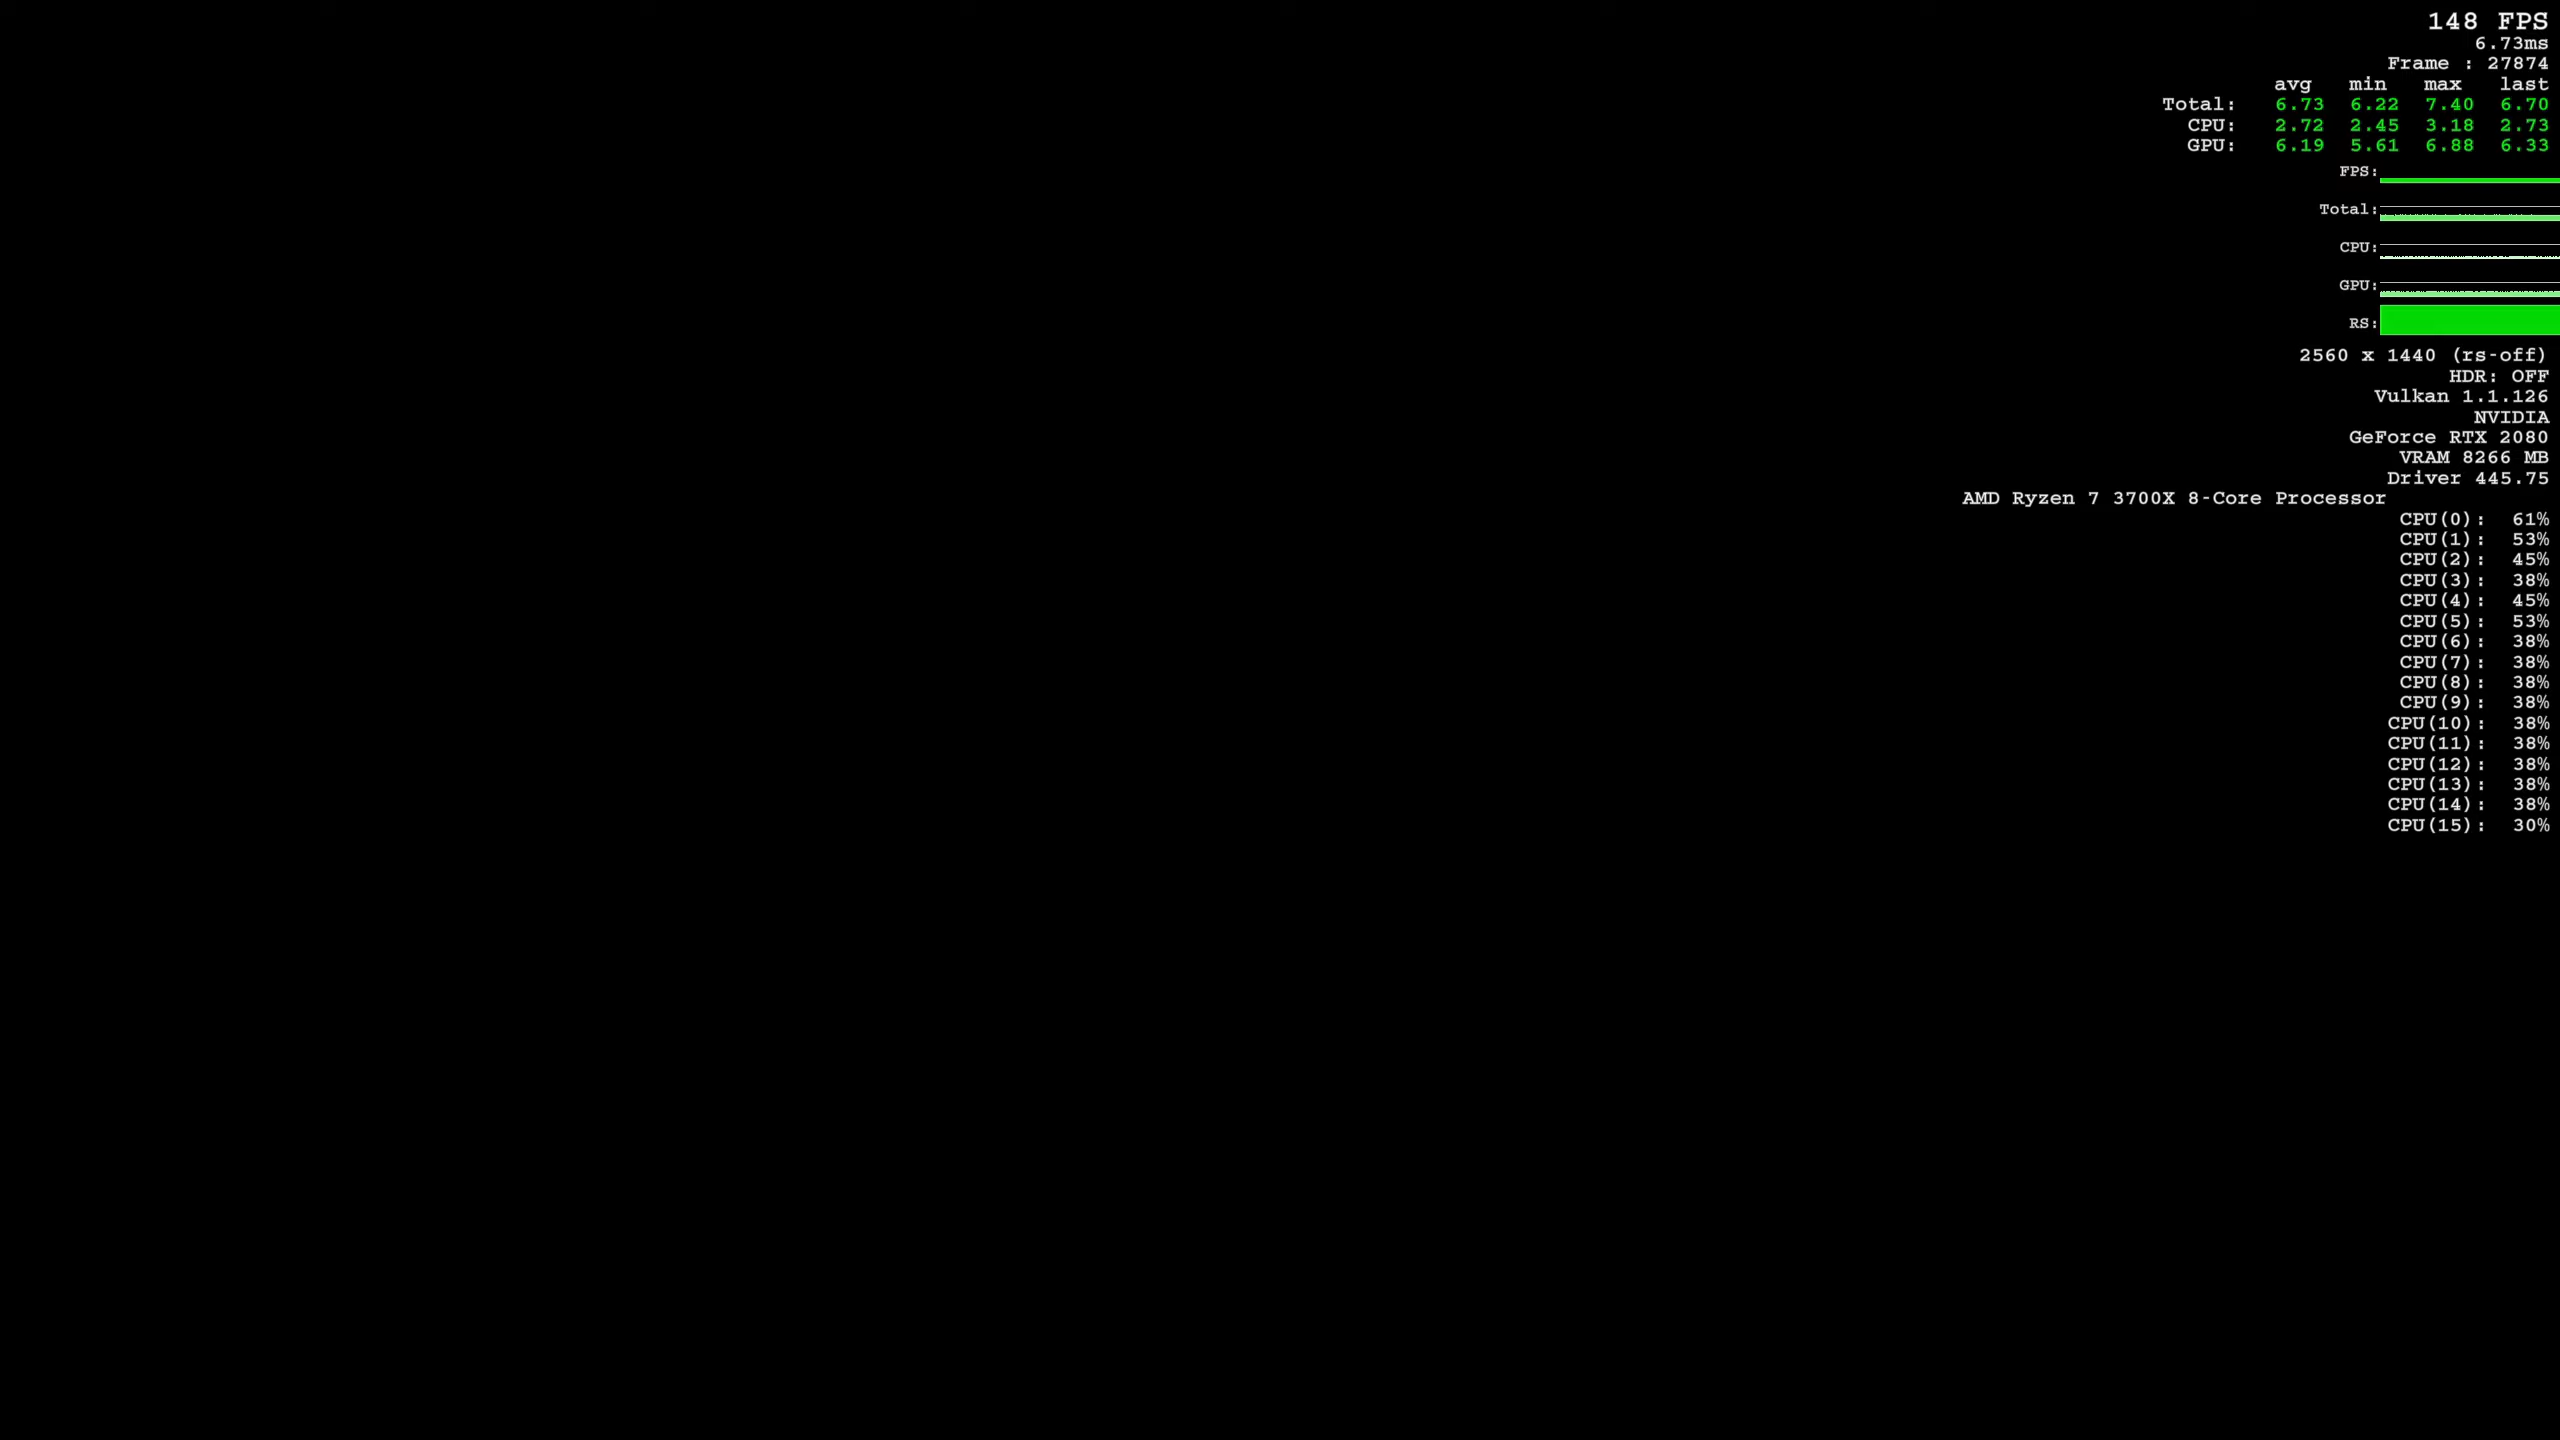 148 FPS
6.73ms
Frame : 27874
avg min max last
Total: 6.73 6.22 7.40 6.70
CPU: 2.72 2.45 3.18 2.73
GPU: 6.19 5.61 6.88 6.33
FPS:
Total:
CPU:
GPU:
RS:
2560 x 1440 (rs-off)
HDR: OFF
Vulkan 1.1.126
NVIDIA
GeForce RTX 2080
VRAM 8266 MB
Driver 445.75
AMD Ryzen 7 3700X 8-Core Processor
CPU(0): 61%
CPU(1): 53%
CPU(2): 45%
CPU(3): 38%
CPU(4): 45%
CPU(5): 53%
CPU(6): 38%
CPU(7): 38%
CPU(8): 38%
CPU(9): 38%
CPU(10): 38%
CPU(11): 38%
CPU(12): 38%
CPU(13): 38%
CPU(14): 38%
CPU(15): 30%